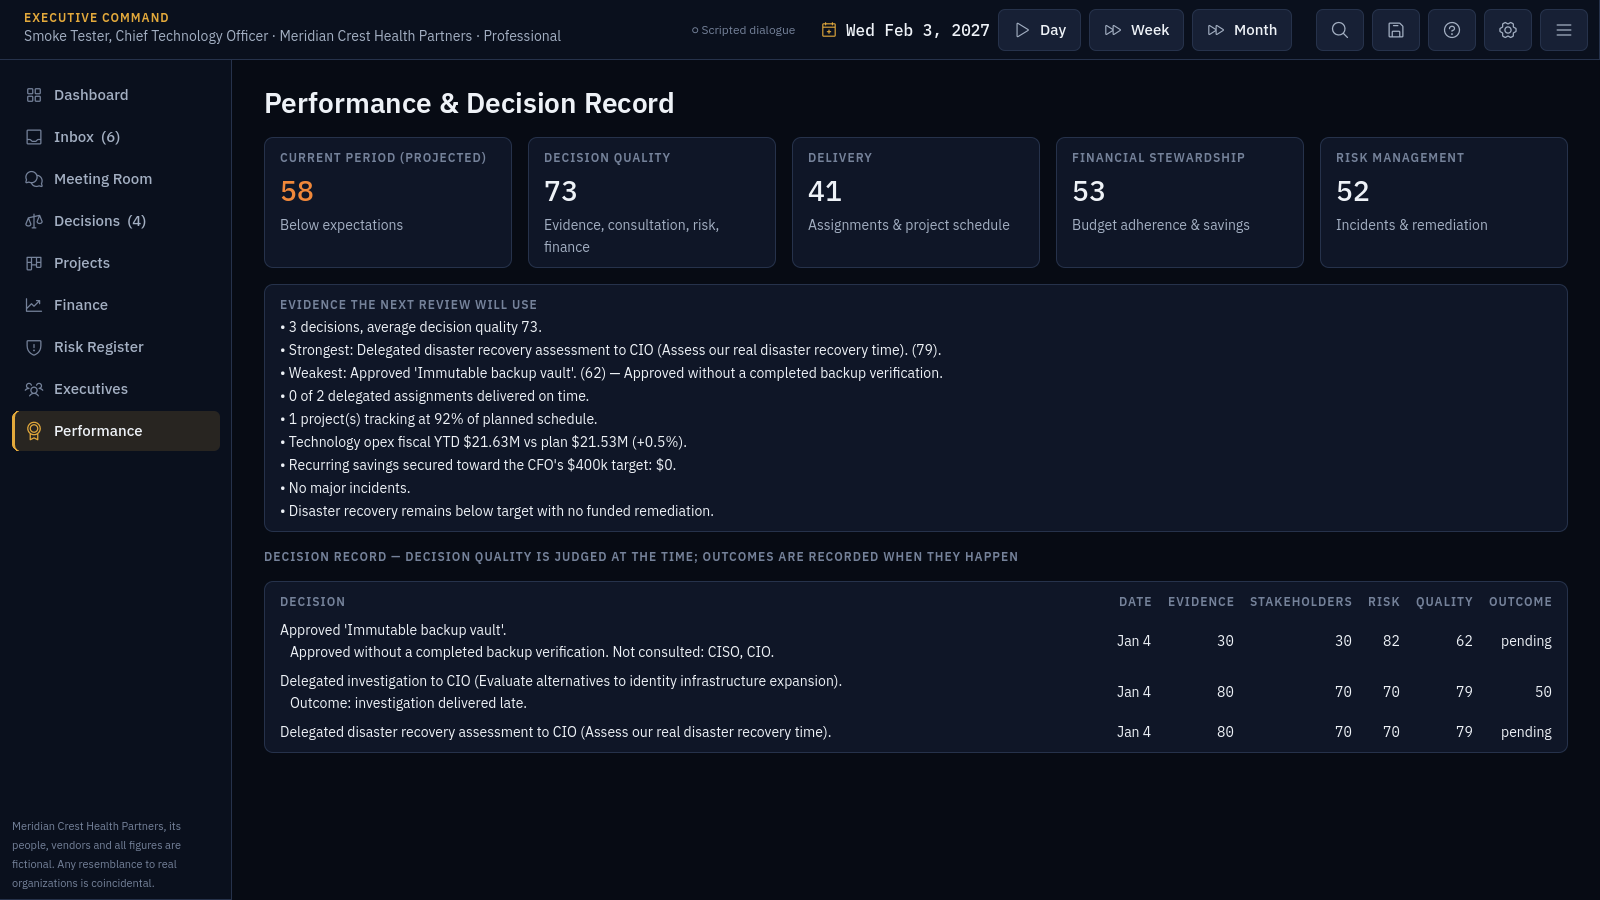 EXECUTIVE COMMAND
Smoke Tester, Chief Technology Officer · Meridian Crest Health Partners · Professional
Scripted dialogue
Wed Feb 3, 2027
Day
Week
Month
Dashboard
Inbox (6)
Meeting Room
Decisions (4)
Projects
Finance
Risk Register
Executives
Performance
Meridian Crest Health Partners, its
people, vendors and all figures are
fictional. Any resemblance to real
organizations is coincidental.
Performance & Decision Record
CURRENT PERIOD (PROJECTED)
58
Below expectations
DECISION QUALITY
73
Evidence, consultation, risk,
finance
DELIVERY
41
Assignments & project schedule
FINANCIAL STEWARDSHIP
53
Budget adherence & savings
RISK MANAGEMENT
52
Incidents & remediation
EVIDENCE THE NEXT REVIEW WILL USE
• 3 decisions, average decision quality 73.
• Strongest: Delegated disaster recovery assessment to CIO (Assess our real disaster recovery time). (79).
• Weakest: Approved 'Immutable backup vault'. (62) — Approved without a completed backup verification.
• 0 of 2 delegated assignments delivered on time.
• 1 project(s) tracking at 92% of planned schedule.
• Technology opex fiscal YTD $21.63M vs plan $21.53M (+0.5%).
• Recurring savings secured toward the CFO's $400k target: $0.
• No major incidents.
• Disaster recovery remains below target with no funded remediation.
DECISION RECORD — DECISION QUALITY IS JUDGED AT THE TIME; OUTCOMES ARE RECORDED WHEN THEY HAPPEN
DECISION DATE EVIDENCE STAKEHOLDERS RISK QUALITY OUTCOME
Approved 'Immutable backup vault'.
Approved without a completed backup verification. Not consulted: CISO, CIO.
Jan 4 30 30 82 62 pending
Delegated investigation to CIO (Evaluate alternatives to identity infrastructure expansion).
Outcome: investigation delivered late.
Jan 4 80 70 70 79 50
Delegated disaster recovery assessment to CIO (Assess our real disaster recovery time). Jan 4 80 70 70 79 pending